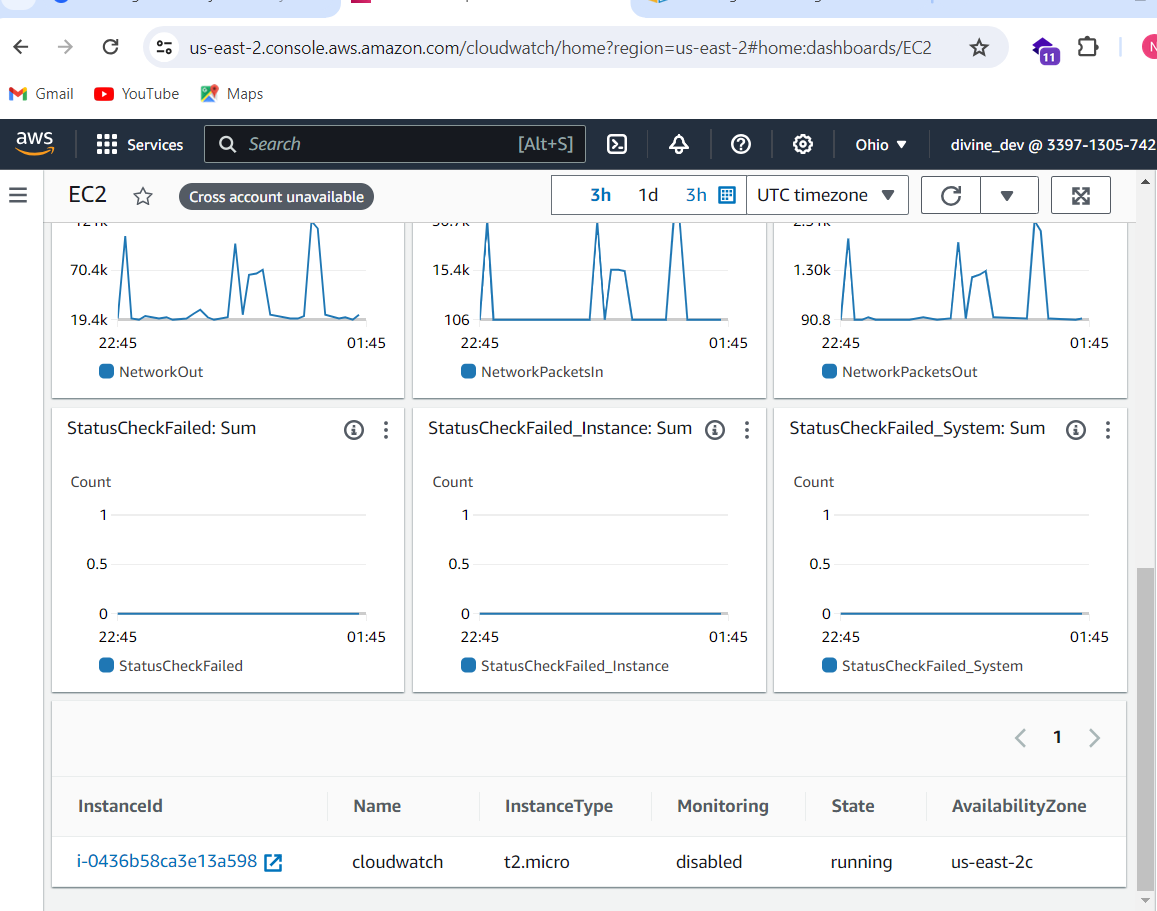 us-east-2.console.aws.amazon.com/cloudwatch/home?region=us-east-2#home:dashboards/EC2
11
N
Gmail YouTube Maps
aws Services Search [Alt+S] Ohio divine_dev @ 3397-1305-742
EC2 Cross account unavailable 3h 1d 3h UTC timezone
70.4k 15.4k 1.30k
19.4k 106 90.8
22:45 01:45 22:45 01:45 22:45 01:45
NetworkOut NetworkPacketsIn NetworkPacketsOut
StatusCheckFailed: Sum StatusCheckFailed_Instance: Sum StatusCheckFailed_System: Sum
Count Count Count
1 1 1
0.5 0.5 0.5
0 0 0
22:45 01:45 22:45 01:45 22:45 01:45
StatusCheckFailed StatusCheckFailed_Instance StatusCheckFailed_System
1
InstanceId Name InstanceType Monitoring State AvailabilityZone
i-0436b58ca3e13a598 cloudwatch t2.micro disabled running us-east-2c